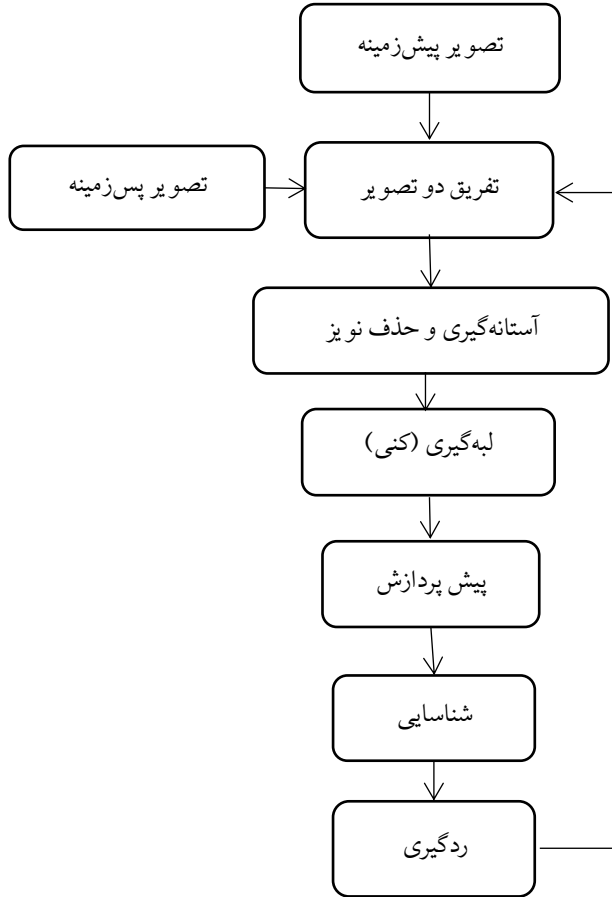 تصویر پیش‌زمینه
تصویر پس‌زمینه
تفریق دو تصویر
آستانه‌گیری و حذف نویز
لبه‌گیری (کنی)
پیش پردازش
شناسایی
ردگیری